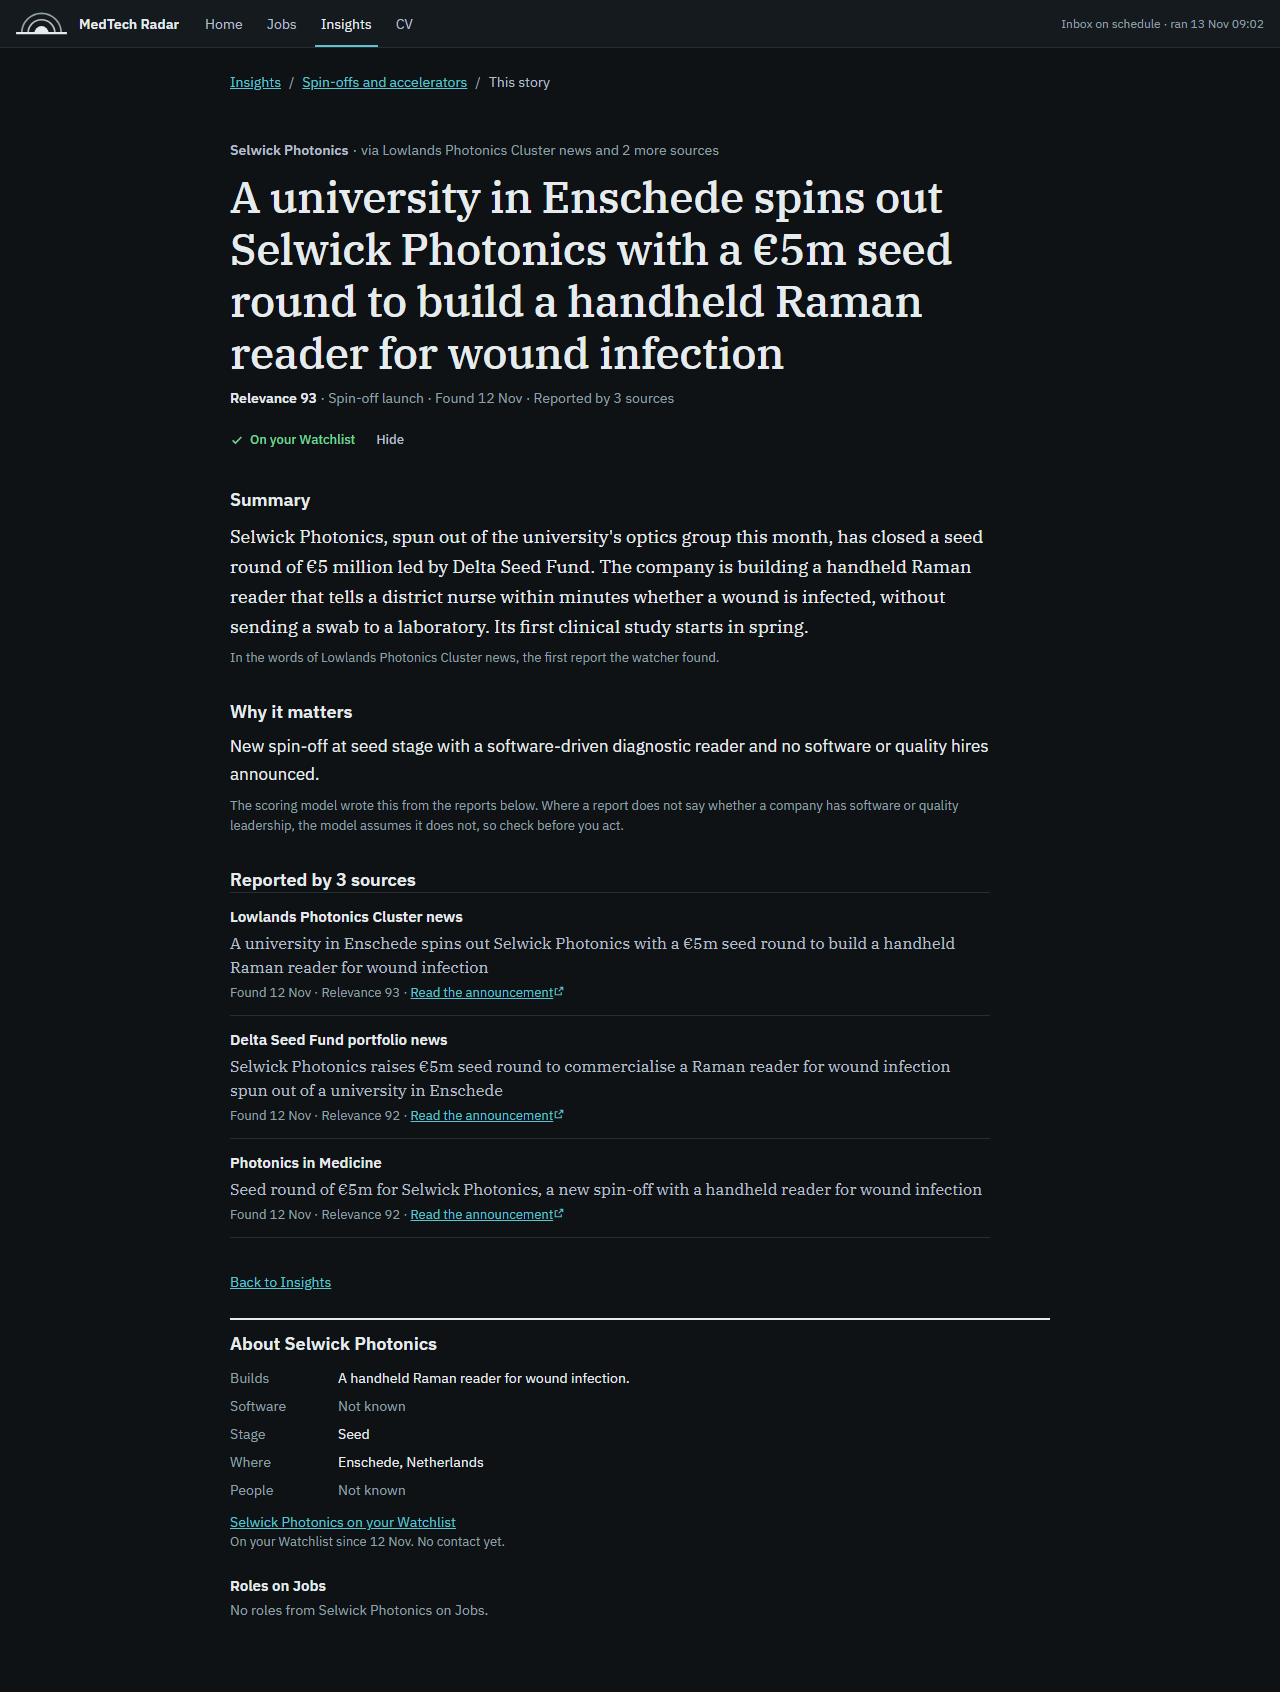 MedTech Radar Home Jobs Insights CV Inbox on schedule · ran 13 Nov 09:02
Insights / Spin-offs and accelerators / This story
Selwick Photonics · via Lowlands Photonics Cluster news and 2 more sources
A university in Enschede spins out
Selwick Photonics with a €5m seed
round to build a handheld Raman
reader for wound infection
Relevance 93 · Spin-off launch · Found 12 Nov · Reported by 3 sources
On your Watchlist Hide
Summary
Selwick Photonics, spun out of the university's optics group this month, has closed a seed
round of €5 million led by Delta Seed Fund. The company is building a handheld Raman
reader that tells a district nurse within minutes whether a wound is infected, without
sending a swab to a laboratory. Its first clinical study starts in spring.
In the words of Lowlands Photonics Cluster news, the first report the watcher found.
Why it matters
New spin-off at seed stage with a software-driven diagnostic reader and no software or quality hires
announced.
The scoring model wrote this from the reports below. Where a report does not say whether a company has software or quality
leadership, the model assumes it does not, so check before you act.
Reported by 3 sources
Lowlands Photonics Cluster news
A university in Enschede spins out Selwick Photonics with a €5m seed round to build a handheld
Raman reader for wound infection
Found 12 Nov · Relevance 93 · Read the announcement
Delta Seed Fund portfolio news
Selwick Photonics raises €5m seed round to commercialise a Raman reader for wound infection
spun out of a university in Enschede
Found 12 Nov · Relevance 92 · Read the announcement
Photonics in Medicine
Seed round of €5m for Selwick Photonics, a new spin-off with a handheld reader for wound infection
Found 12 Nov · Relevance 92 · Read the announcement
Back to Insights
About Selwick Photonics
Builds A handheld Raman reader for wound infection.
Software Not known
Stage Seed
Where Enschede, Netherlands
People Not known
Selwick Photonics on your Watchlist
On your Watchlist since 12 Nov. No contact yet.
Roles on Jobs
No roles from Selwick Photonics on Jobs.